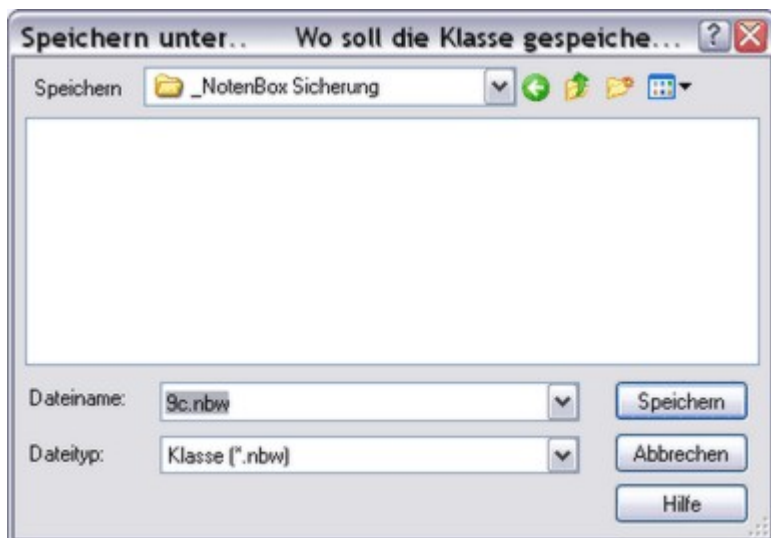 Speichern unter.. Wo soll die Klasse gespeiche...
Speichern _NotenBox Sicherung
Dateiname: 9c.nbw Speichern
Dateityp: Klasse (*.nbw) Abbrechen
Hilfe